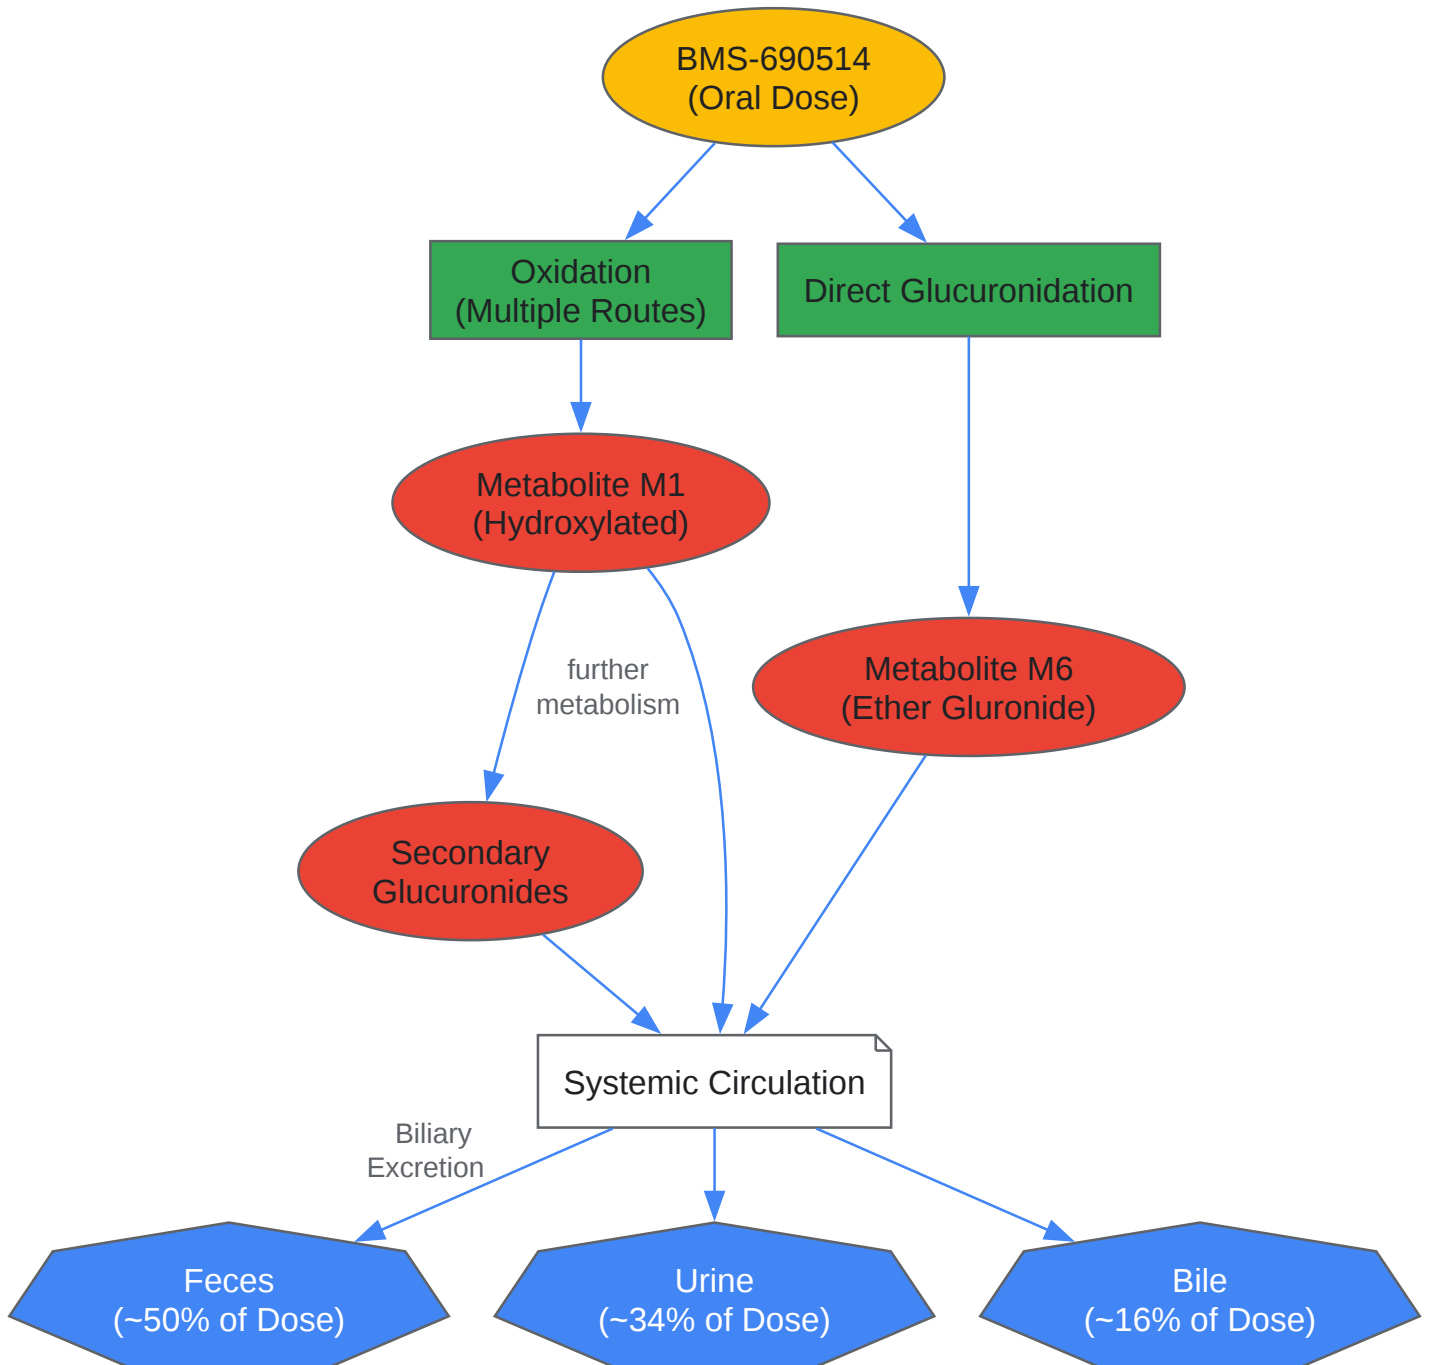 BMS-690514
(Oral Dose)
Oxidation
(Multiple Routes)
Direct Glucuronidation
Metabolite M1
(Hydroxylated)
further
metabolism
Metabolite M6
(Ether Gluronide)
Secondary
Glucuronides
Systemic Circulation
Biliary
Excretion
Feces
(~50% of Dose)
Urine
(~34% of Dose)
Bile
(~16% of Dose)